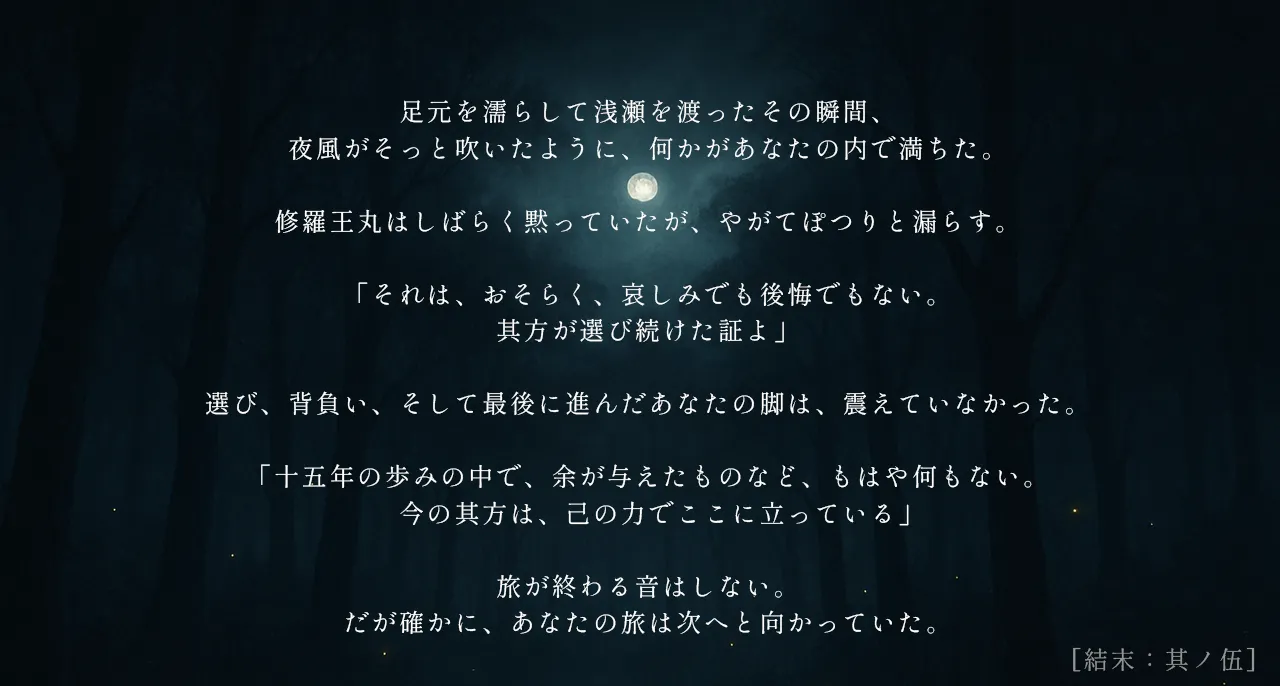 足元を濡らして浅瀬を渡ったその瞬間、
夜風がそっと吹いたように、何かがあなたの内で満ちた。
修羅王丸はしばらく黙っていたが、やがてぽつりと漏らす。
「それは、おそらく、哀しみでも後悔でもない。
其方が選び続けた証よ」
選び、背負い、そして最後に進んだあなたの脚は、震えていなかった。
「十五年の歩みの中で、余が与えたものなど、もはや何もない。
今の其方は、己の力でここに立っている」
旅が終わる音はしない。
だが確かに、あなたの旅は次へと向かっていた。
[結末：其ノ伍]